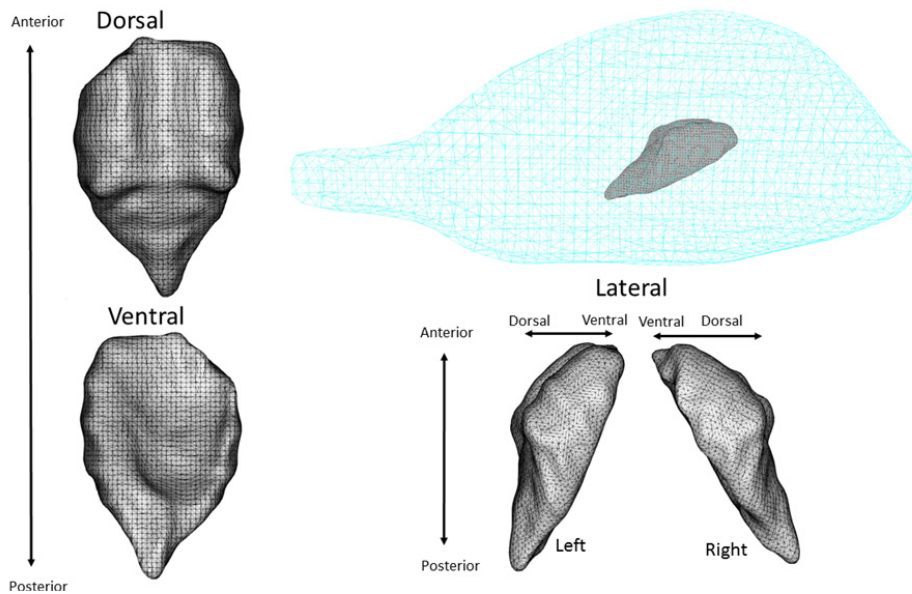 Dorsal
Anterior
Ventral
Posterior
Lateral
Dorsal Ventral Ventral Dorsal
Anterior
Left Right
Posterior